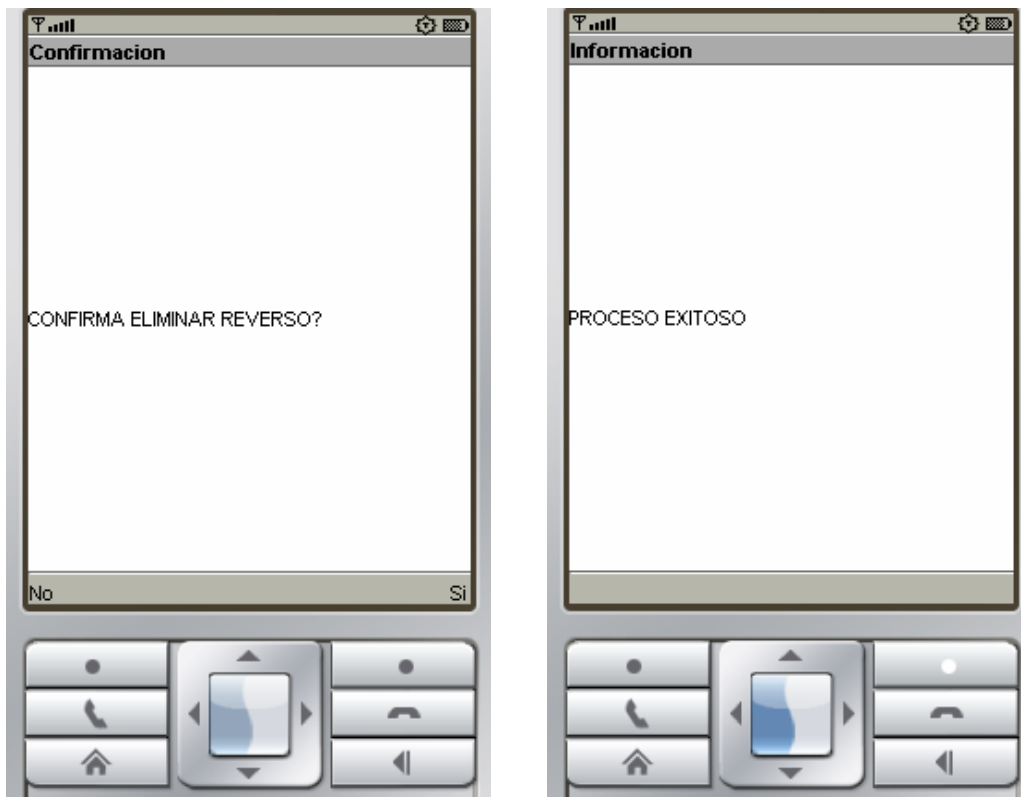 Confirmacion
CONFIRMA ELIMINAR REVERSO?
No Si
Informacion
PROCESO EXITOSO